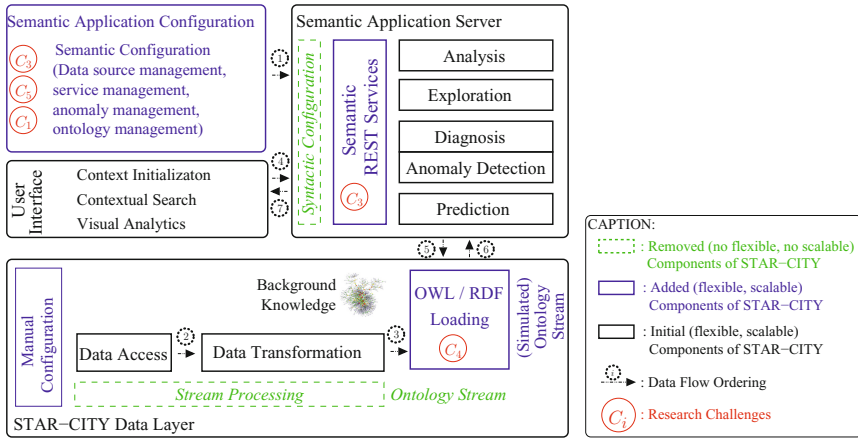 Semantic Application Configuration
Semantic Configuration
(Data source management,
service management,
anomaly management,
ontology management)
C3
C5
C1
1
Semantic Application Server
Syntactic Configuration
Semantic
REST Services
C3
Analysis
Exploration
Diagnosis
Anomaly Detection
Prediction
User
Interface
Context Initializaton
Contextual Search
Visual Analytics
4
7
5
6
Manual
Configuration
Data Access
2
Data Transformation
3
Background
Knowledge
OWL / RDF
Loading
C4
(Simulated)
Ontology
Stream
Stream Processing
Ontology Stream
STAR−CITY Data Layer
CAPTION:
: Removed (no flexible, no scalable)
Components of STAR−CITY
: Added (flexible, scalable)
Components of STAR−CITY
: Initial (flexible, scalable)
Components of STAR−CITY
i
: Data Flow Ordering
Ci
: Research Challenges